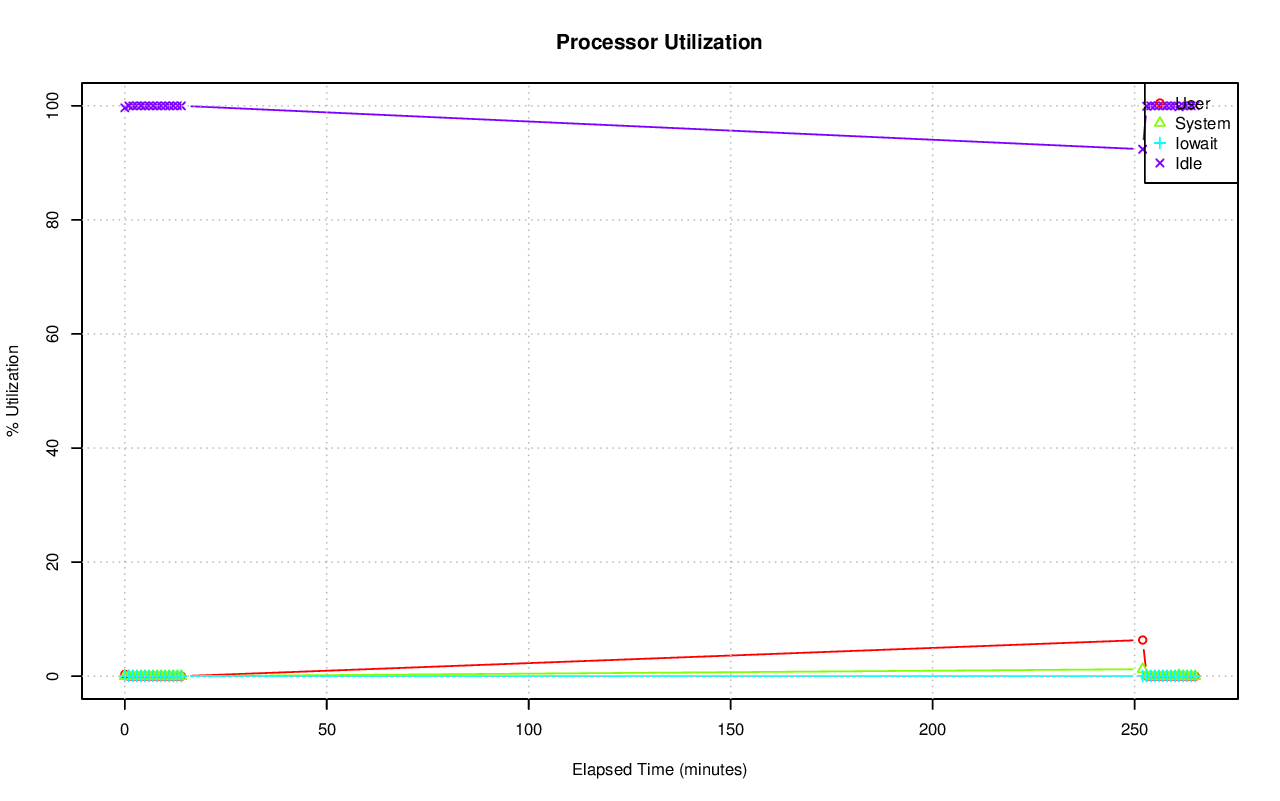 Processor Utilization
% Utilization
100
80
60
40
20
0
User
System
Iowait
Idle
0 50 100 150 200 250
Elapsed Time (minutes)